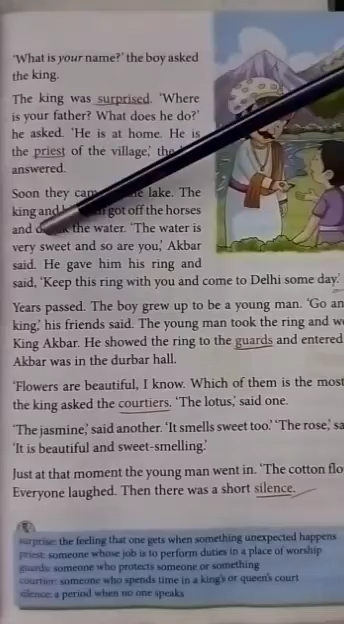 'What is your name?' the boy asked
the king.
The king was surprised. 'Where
is your father? What does he do?'
he asked. 'He is at home. He is
the priest of the village,' the
answered.
Soon they lake. The
king and got off the horses
and the water. 'The water is
very sweet and so are you,' Akbar
said. He gave him his ring and
said, 'Keep this ring with you and come to Delhi some day.'
Years passed. The boy grew up to be a young man. 'Go an
king,' his friends said. The young man took the ring and w
King Akbar. He showed the ring to the guards and entered
Akbar was in the durbar hall.
'Flowers are beautiful, I know. Which of them is the most
the king asked the courtiers. 'The lotus,' said one.
'The jasmine,' said another. 'It smells sweet too.' 'The rose,' sa
'It is beautiful and sweet-smelling.'
Just at that moment the young man went in. 'The cotton flo
Everyone laughed. Then there was a short silence.
surprise: the feeling that one gets when something unexpected happens
priest: someone whose job is to perform duties in a place of worship
guards: someone who protects someone or something
courtier: someone who spends time in a king's or queen's court
silence: a period when no one speaks